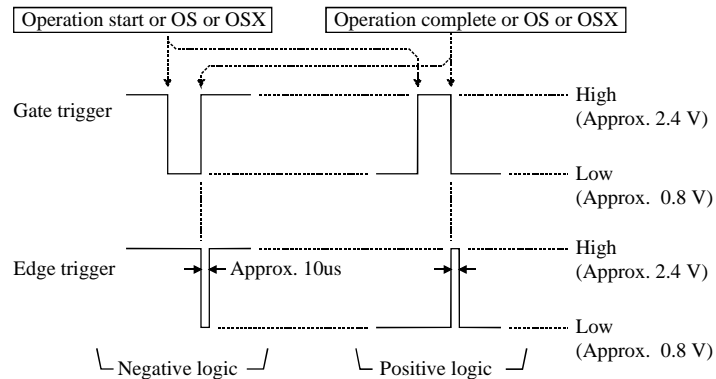 Operation start or OS or OSX
Operation complete or OS or OSX
Gate trigger
High
(Approx. 2.4 V)
Low
(Approx. 0.8 V)
Edge trigger
Approx. 10us
High
(Approx. 2.4 V)
Low
(Approx. 0.8 V)
Negative logic
Positive logic